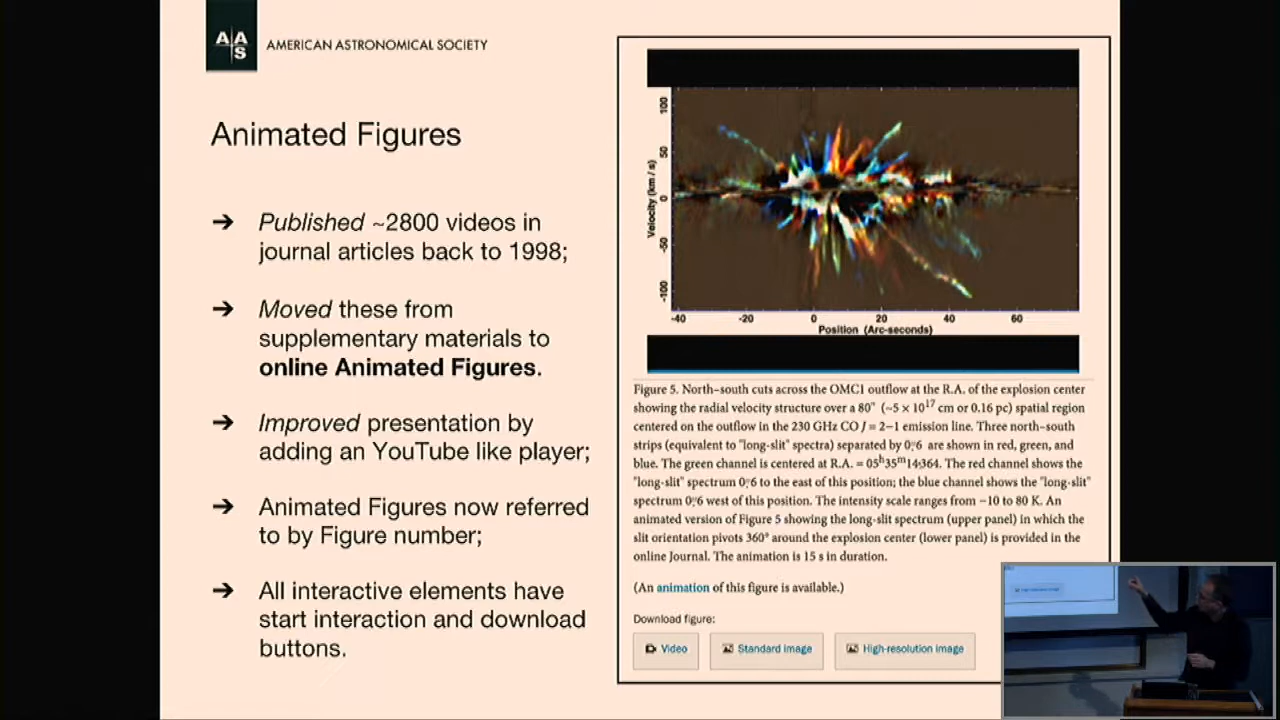 AAS
AMERICAN ASTRONOMICAL SOCIETY
Animated Figures
➔ Published ~2800 videos in
journal articles back to 1998;
➔ Moved these from
supplementary materials to
online Animated Figures.
➔ Improved presentation by
adding an YouTube like player;
➔ Animated Figures now referred
to by Figure number;
➔ All interactive elements have
start interaction and download
buttons.
Velocity (km / s)
100
50
0
-50
-100
-40 -20 0 20 40 60
Position (Arc-seconds)
Figure 5. North–south cuts across the OMC1 outflow at the R.A. of the explosion center
showing the radial velocity structure over a 80″ (~5 × 10¹⁷ cm or 0.16 pc) spatial region
centered on the outflow in the 230 GHz CO J = 2−1 emission line. Three north–south
strips (equivalent to "long-slit" spectra) separated by 0″.6 are shown in red, green, and
blue. The green channel is centered at R.A. = 05ʰ35ᵐ14ˢ.364. The red channel shows the
"long-slit" spectrum 0″.6 to the east of this position; the blue channel shows the "long-slit"
spectrum 0″.6 west of this position. The intensity scale ranges from −10 to 80 K. An
animated version of Figure 5 showing the long-slit spectrum (upper panel) in which the
slit orientation pivots 360° around the explosion center (lower panel) is provided in the
online Journal. The animation is 15 s in duration.
(An animation of this figure is available.)
Download figure:
Video
Standard image
High-resolution image